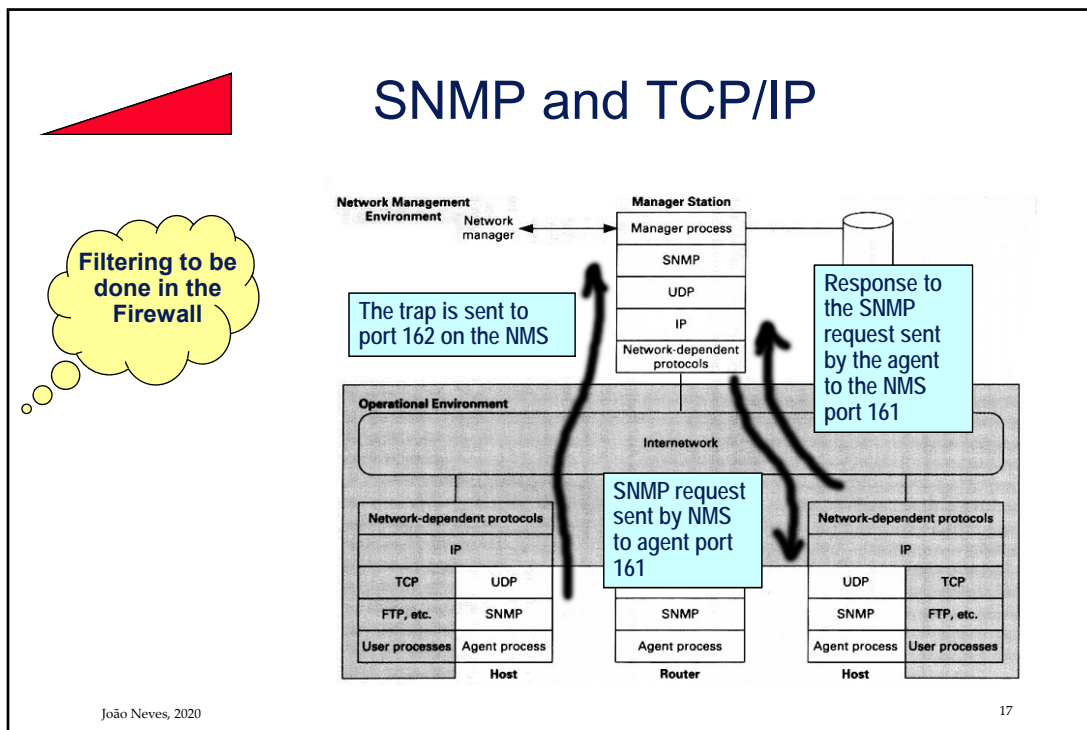 SNMP and TCP/IP
Filtering to be
done in the
Firewall
Network Management
Environment
Network
manager
Manager Station
Manager process
SNMP
UDP
IP
Network-dependent
protocols
The trap is sent to
port 162 on the NMS
Response to
the SNMP
request sent
by the agent
to the NMS
port 161
Operational Environment
Internetwork
SNMP request
sent by NMS
to agent port
161
Network-dependent protocols
IP
TCP
UDP
FTP, etc.
SNMP
User processes
Agent process
Host
SNMP
Agent process
Router
Network-dependent protocols
IP
UDP
TCP
SNMP
FTP, etc.
Agent process
User processes
Host
João Neves, 2020
17